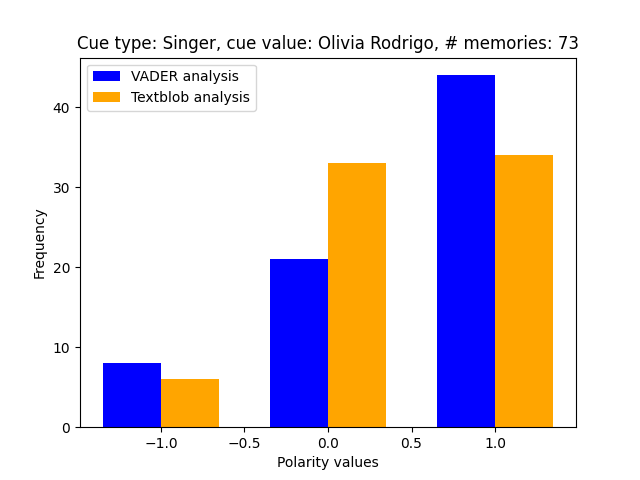 Cue type: Singer, cue value: Olivia Rodrigo, # memories: 73
VADER analysis
Textblob analysis
40
30
20
10
0
Frequency
−1.0
−0.5
0.0
0.5
1.0
Polarity values